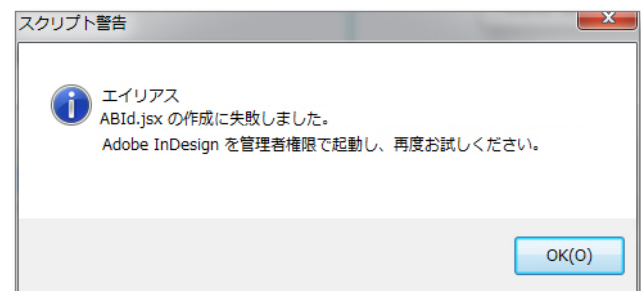 スクリプト警告
エイリアス
ABId.jsx の作成に失敗しました。
Adobe InDesign を管理者権限で起動し、再度お試しください。
OK(O)